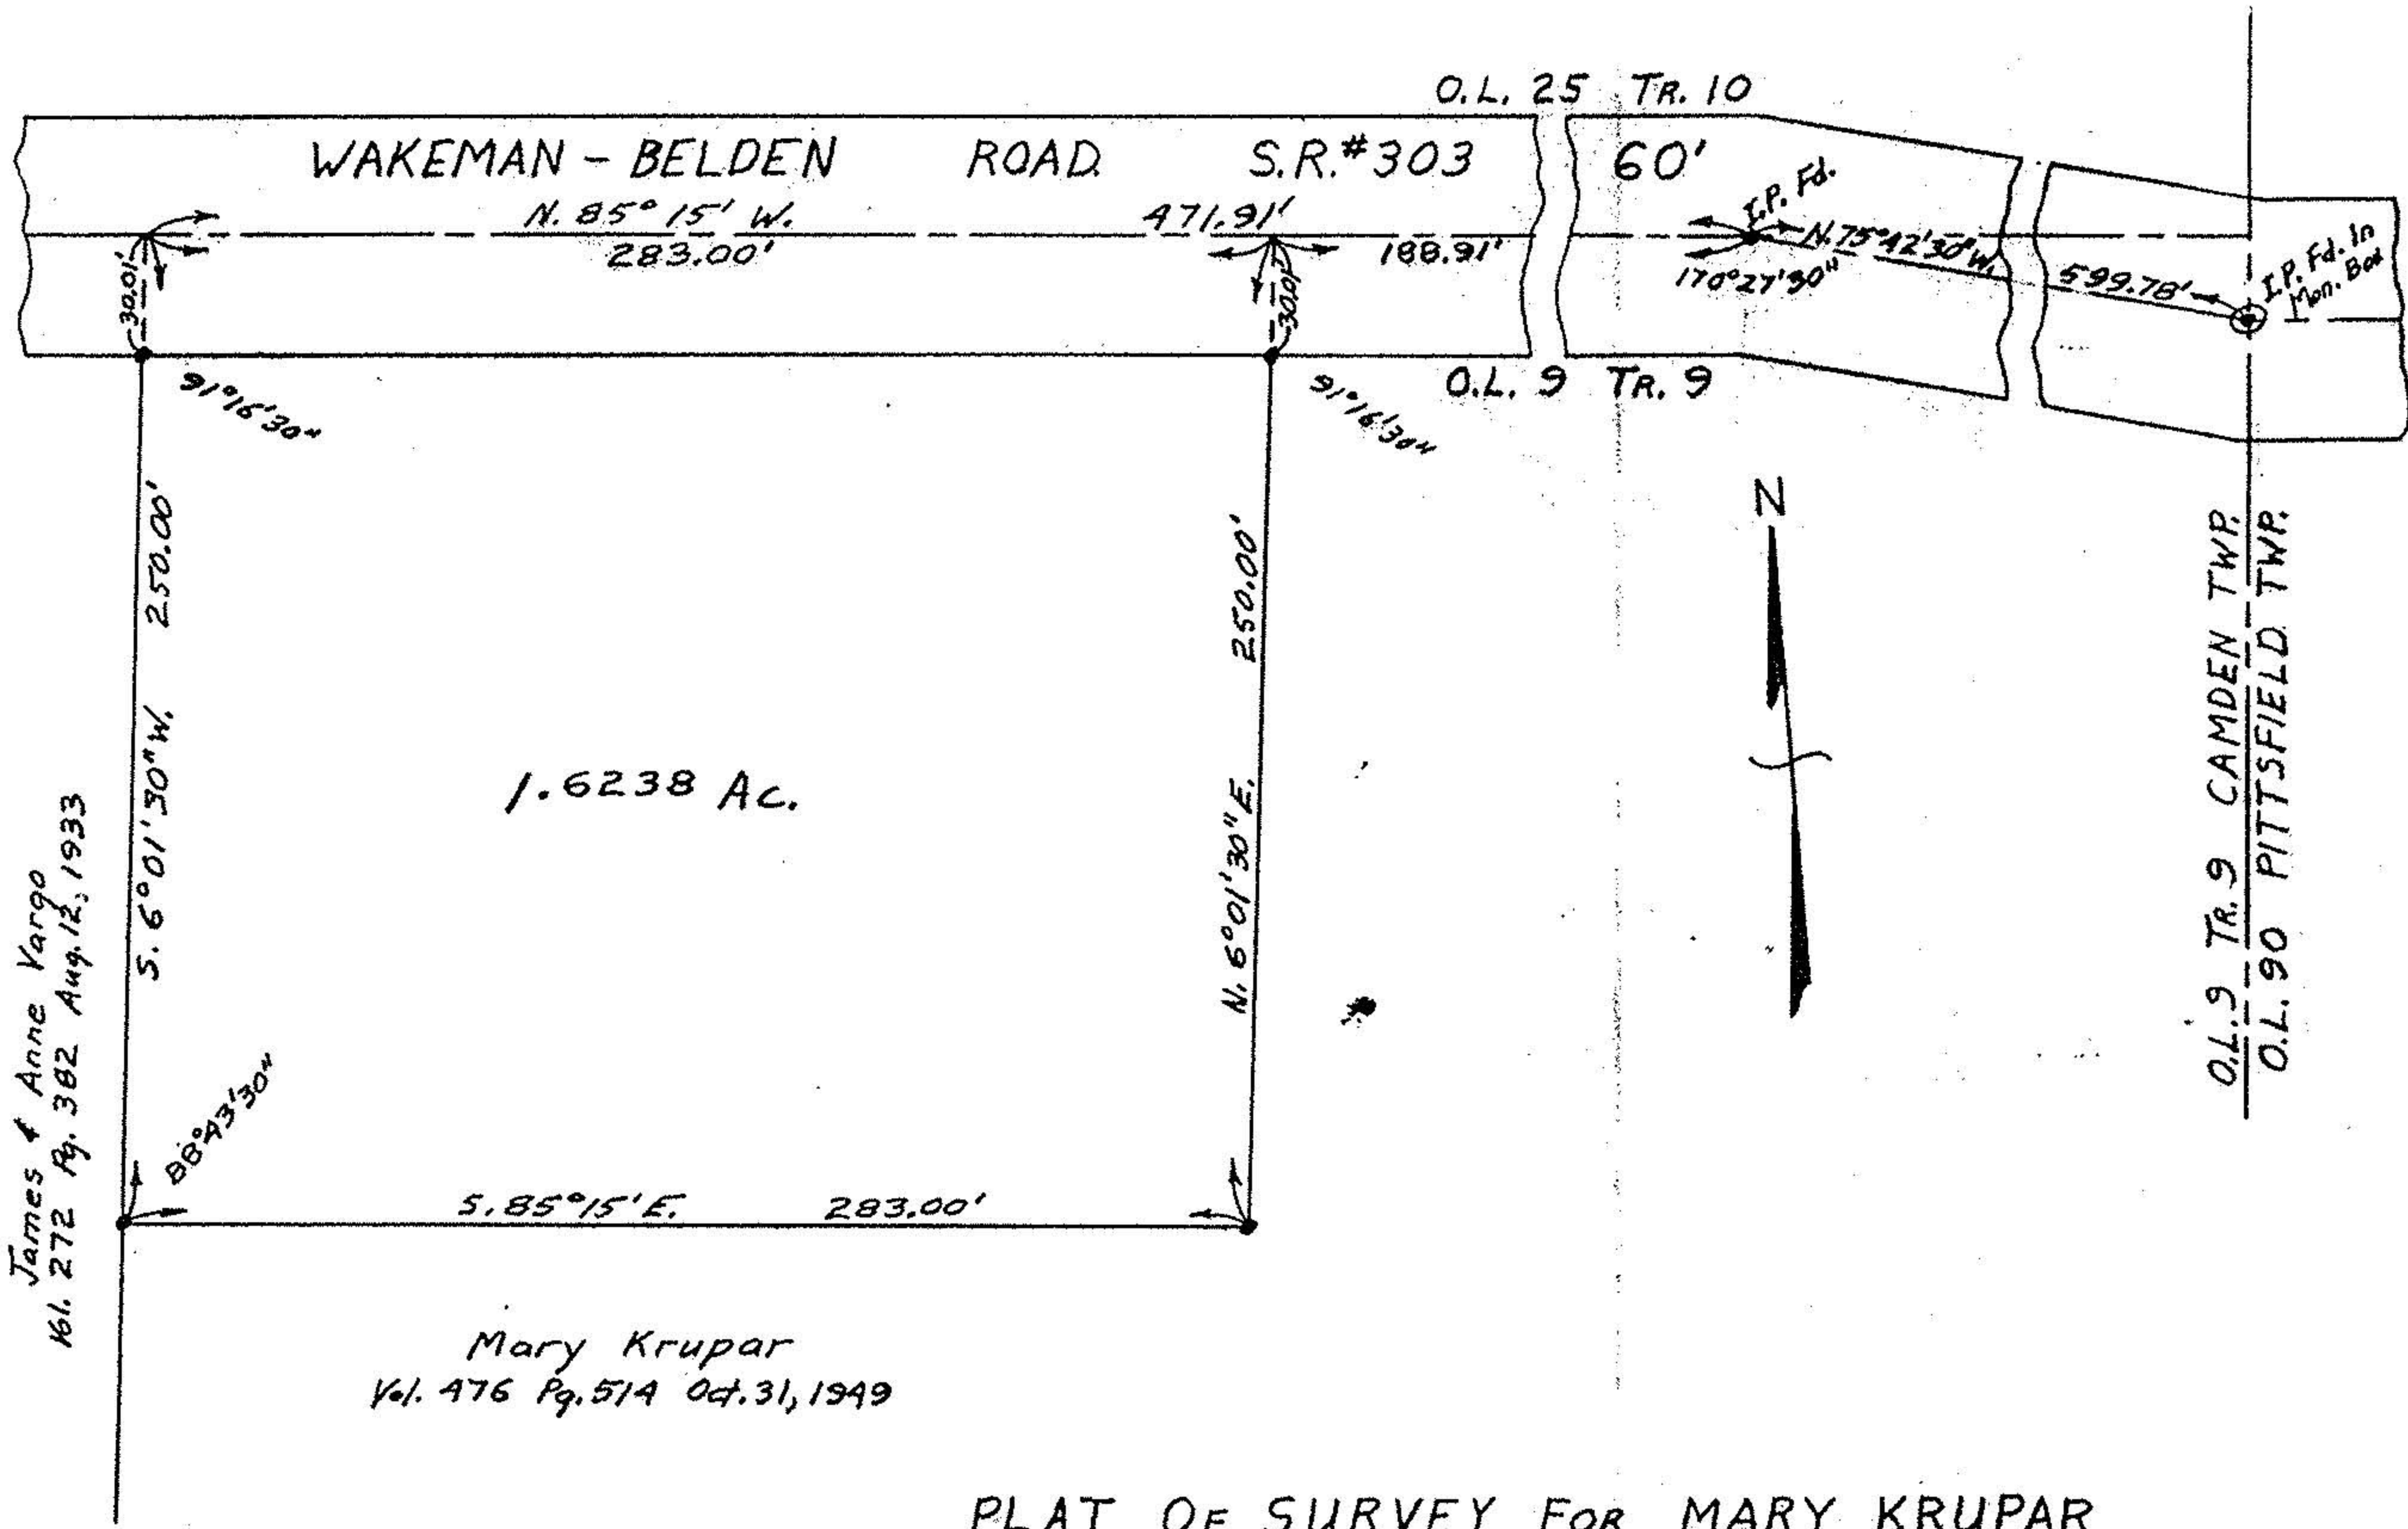 O.L. 25 TR. 10
WAKEMAN - BELDEN ROAD S.R.#303 60'
N. 85° 15' W. 471.91'
283.00' 188.91'
I.P. Fd.
N. 75°42'30" W. 599.78'
170°27'30"
I.P. Fd. In
Mon. Box
30.01'
30.01'
91°16'30"
91°16'30"
O.L. 9 TR. 9
S. 6°01'30" W. 250.00'
N. 6°01'30" E. 250.00'
N
1.6238 Ac.
James & Anne Vargo
Vol. 272 Pg. 382 Aug. 12, 1933
88°43'30"
S. 85°15' E. 283.00'
O.L. 9 TR. 9 CAMDEN TWP.
O.L. 90 PITTSFIELD TWP.
Mary Krupar
Vol. 476 Pg. 514 Oct. 31, 1949
PLAT OF SURVEY FOR MARY KRUPAR